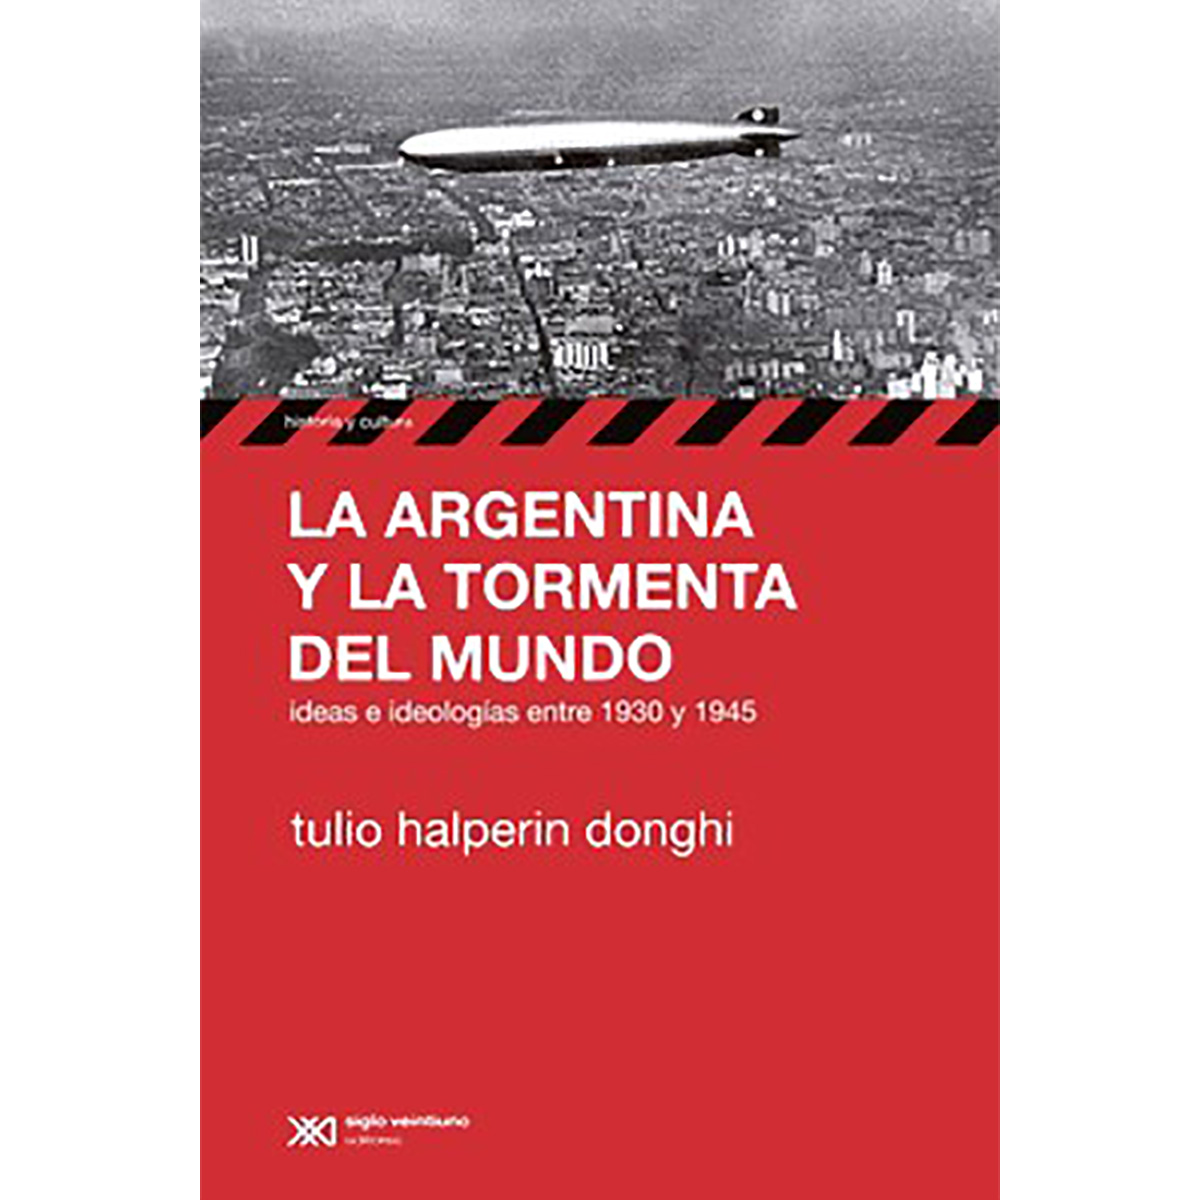 historia y cultura
LA ARGENTINA
Y LA TORMENTA
DEL MUNDO
ideas e ideologías entre 1930 y 1945
tulio halperin donghi
siglo veintiuno